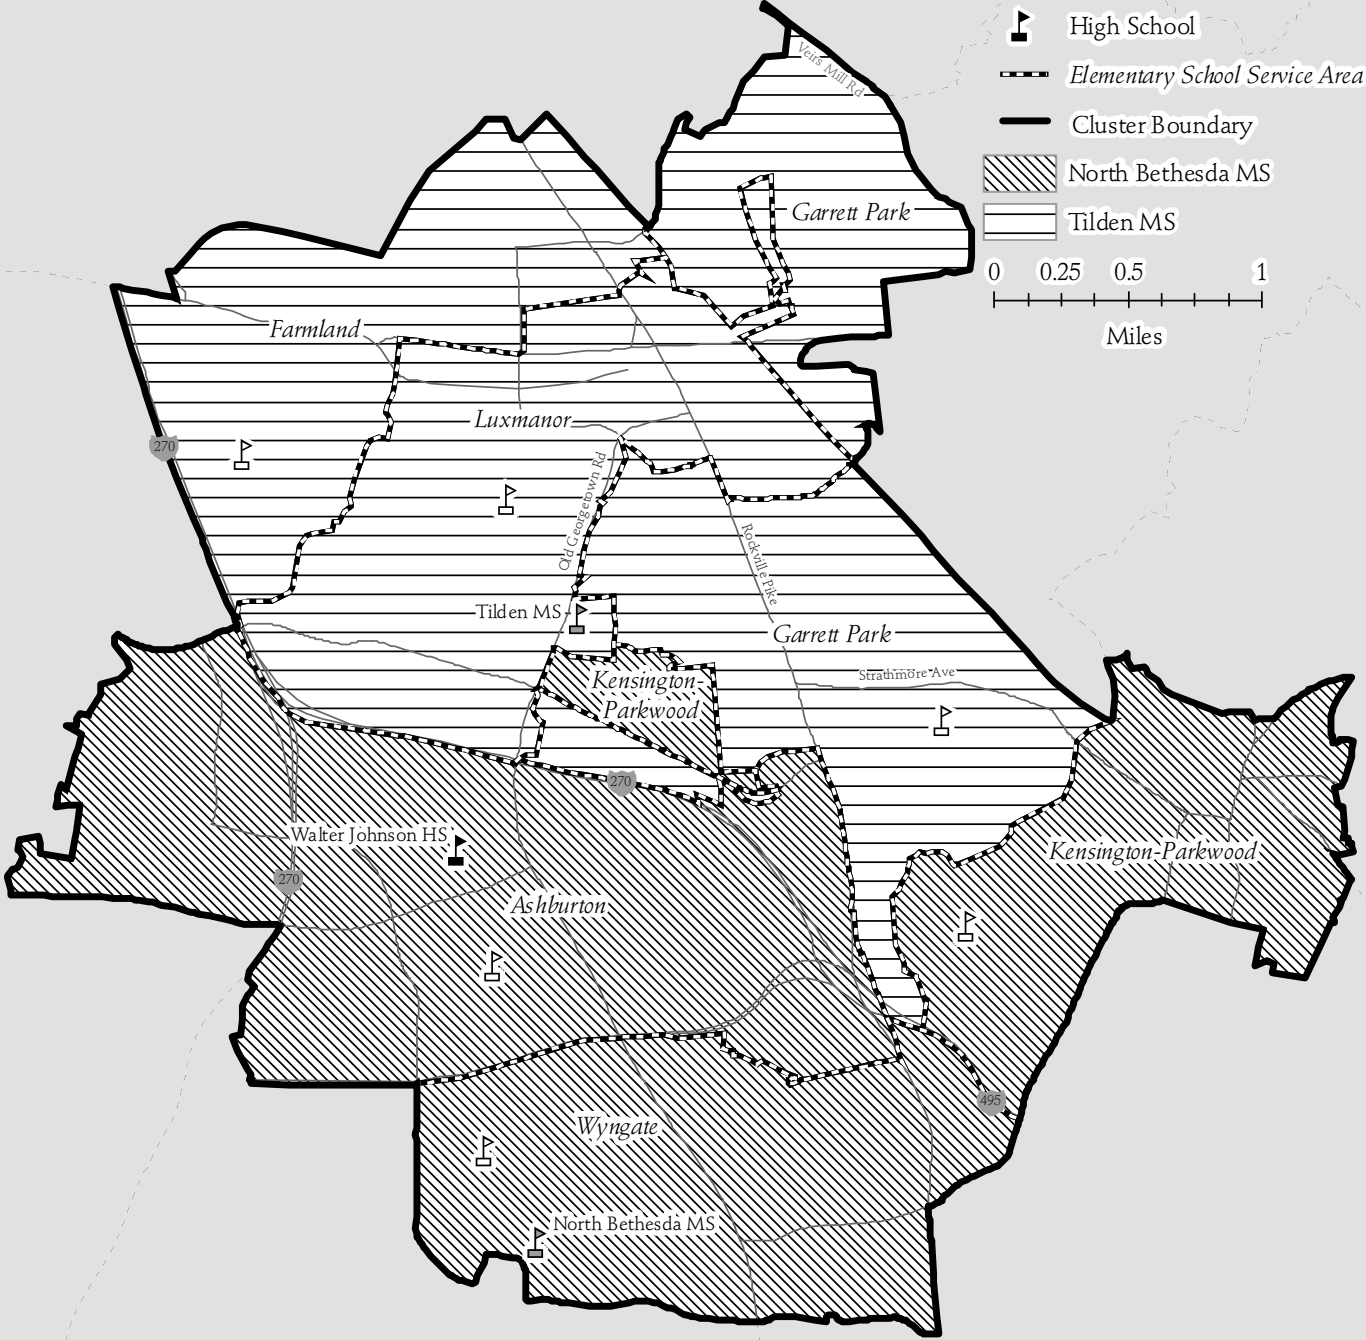 High School
Elementary School Service Area
Cluster Boundary
North Bethesda MS
Tilden MS
0 0.25 0.5 1
Miles
Veirs Mill Rd
Garrett Park
Farmland
Luxmanor
270
Old Georgetown Rd
Rockville Pike
Tilden MS
Garrett Park
Strathmore Ave
Kensington-
Parkwood
270
Walter Johnson HS
Kensington-Parkwood
270
Ashburton
495
Wyngate
North Bethesda MS